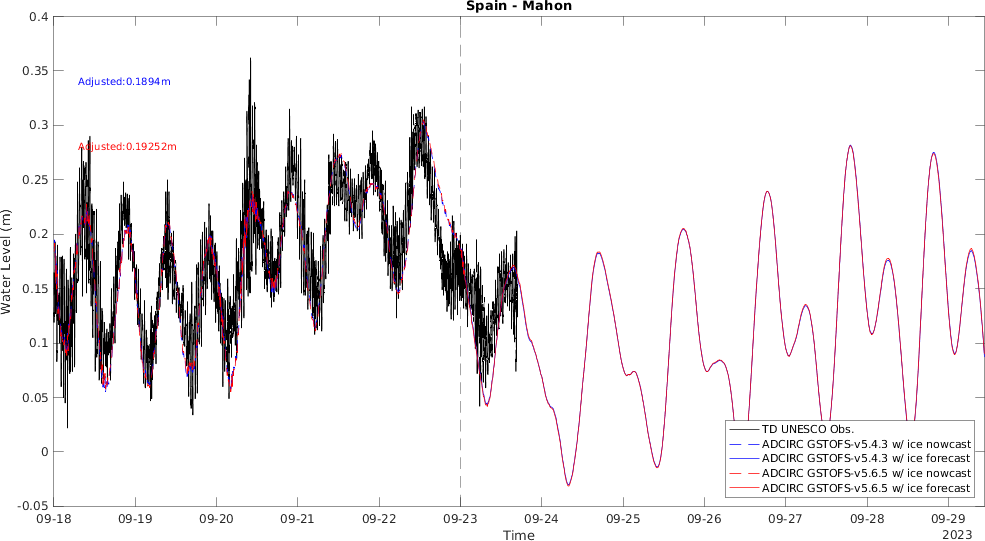 Spain - Mahon
0.4
0.35
0.3
0.25
0.2
0.15
0.1
0.05
0
-0.05
Water Level (m)
Adjusted:0.1894m
Adjusted:0.19252m
TD UNESCO Obs.
ADCIRC GSTOFS-v5.4.3 w/ ice nowcast
ADCIRC GSTOFS-v5.4.3 w/ ice forecast
ADCIRC GSTOFS-v5.6.5 w/ ice nowcast
ADCIRC GSTOFS-v5.6.5 w/ ice forecast
09-18 09-19 09-20 09-21 09-22 09-23 09-24 09-25 09-26 09-27 09-28 09-29
Time
2023